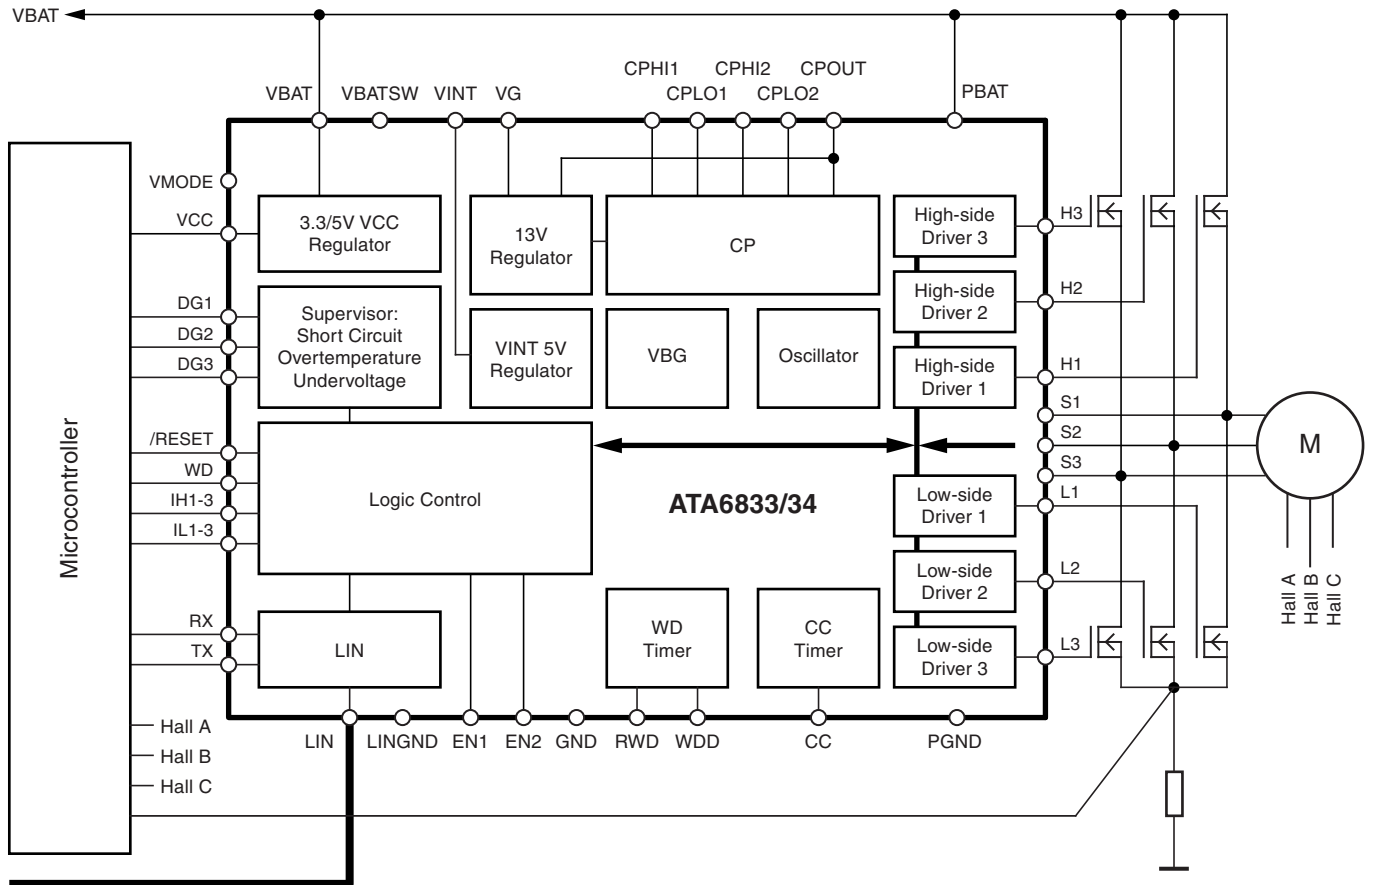 VBAT
CPHI1
CPHI2
CPOUT
VBAT
VBATSW
VINT
VG
CPLO1
CPLO2
PBAT
VMODE
VCC
DG1
DG2
DG3
/RESET
WD
IH1-3
IL1-3
RX
TX
Microcontroller
3.3/5V VCC
Regulator
13V
Regulator
CP
High-side
Driver 3
High-side
Driver 2
High-side
Driver 1
Supervisor:
Short Circuit
Overtemperature
Undervoltage
VINT 5V
Regulator
VBG
Oscillator
Logic Control
ATA6833/34
Low-side
Driver 1
Low-side
Driver 2
Low-side
Driver 3
LIN
WD
Timer
CC
Timer
H3
H2
H1
S1
S2
S3
L1
L2
L3
M
Hall A
Hall B
Hall C
Hall A
Hall B
Hall C
LIN
LINGND
EN1
EN2
GND
RWD
WDD
CC
PGND